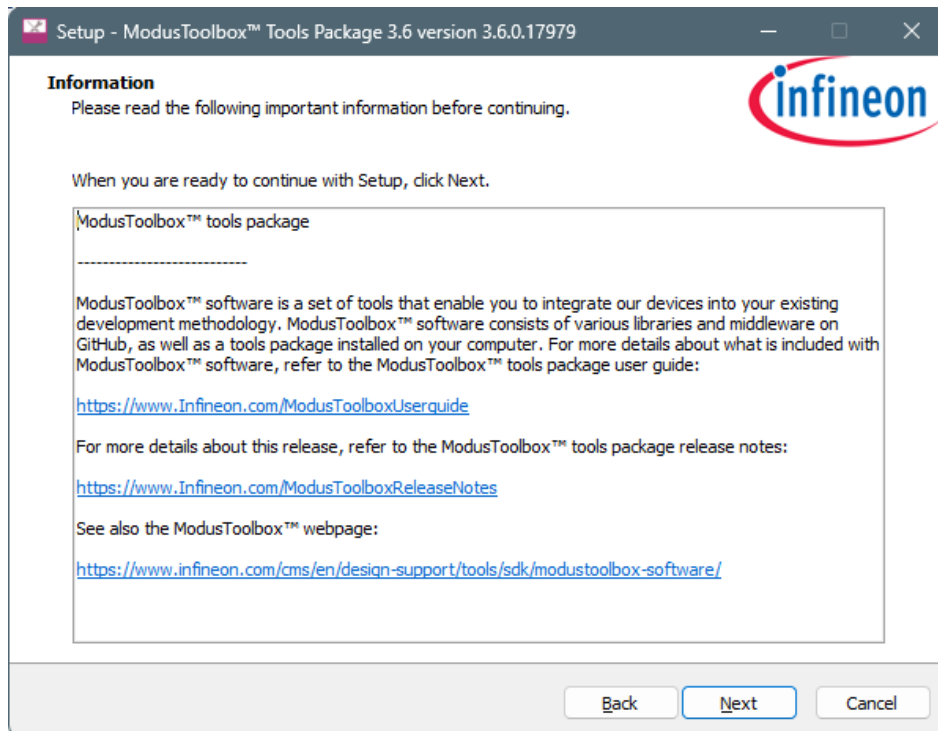 Setup - ModusToolbox™ Tools Package 3.6 version 3.6.0.17979
Information
Please read the following important information before continuing.
infineon
When you are ready to continue with Setup, click Next.
ModusToolbox™ tools package
---------------------------
ModusToolbox™ software is a set of tools that enable you to integrate our devices into your existing
development methodology. ModusToolbox™ software consists of various libraries and middleware on
GitHub, as well as a tools package installed on your computer. For more details about what is included with
ModusToolbox™ software, refer to the ModusToolbox™ tools package user guide:
https://www.Infineon.com/ModusToolboxUserguide
For more details about this release, refer to the ModusToolbox™ tools package release notes:
https://www.Infineon.com/ModusToolboxReleaseNotes
See also the ModusToolbox™ webpage:
https://www.infineon.com/cms/en/design-support/tools/sdk/modustoolbox-software/
Back
Next
Cancel